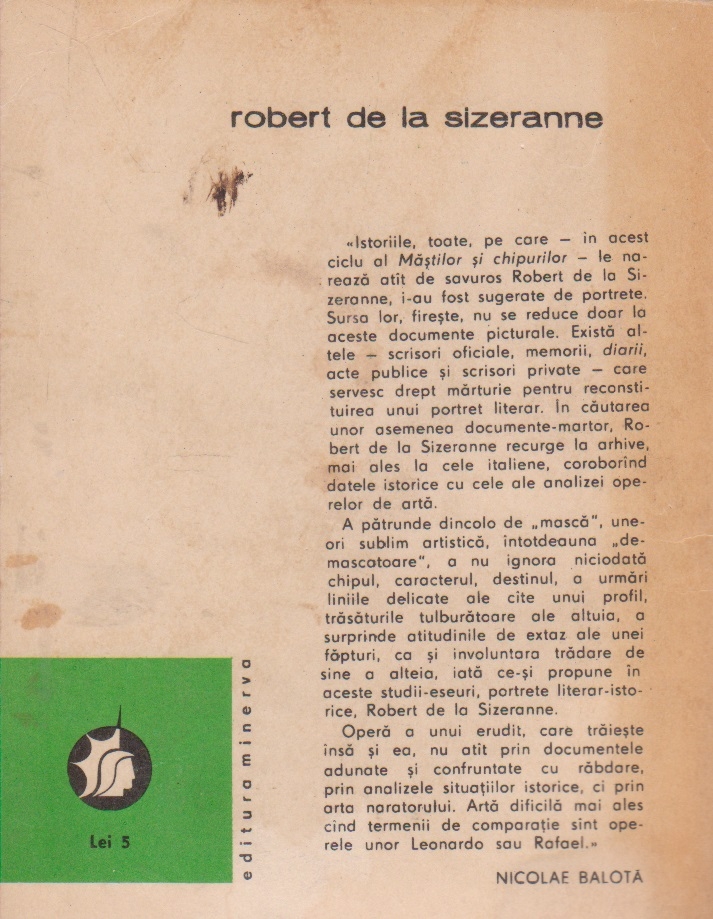 robert de la sizeranne
«Istoriile, toate, pe care — in acest
ciclu al Măştilor şi chipurilor — le na-
rează atît de savuros Robert de la Si-
zeranne, i-au fost sugerate de portrete.
Sursa lor, fireşte, nu se reduce doar la
aceste documente picturale. Există al-
tele — scrisori oficiale, memorii, diarii,
acte publice şi scrisori private — care
servesc drept mărturie pentru reconsti-
tuirea unui portret literar. În căutarea
unor asemenea documente-martor, Ro-
bert de la Sizeranne recurge la arhive,
mai ales la cele italiene, coroborînd
datele istorice cu cele ale analizei ope-
relor de artă.
A pătrunde dincolo de „mască", une-
ori sublim artistică, întotdeauna „de-
mascatoare", a nu ignora niciodată
chipul, caracterul, destinul, a urmări
liniile delicate ale cîte unui profil,
trăsăturile tulburătoare ale altuia, a
surprinde atitudinile de extaz ale unei
făpturi, ca şi involuntara trădare de
sine a alteia, iată ce-şi propune în
aceste studii-eseuri, portrete literar-isto-
rice, Robert de la Sizeranne.
Operă a unui erudit, care trăieşte
însă şi ea, nu atît prin documentele
adunate şi confruntate cu răbdare,
prin analizele situaţiilor istorice, ci prin
arta naratorului. Artă dificilă mai ales
cînd termenii de comparaţie sînt ope-
rele unor Leonardo sau Rafael.»
NICOLAE BALOTĂ
editura minerva
Lei 5